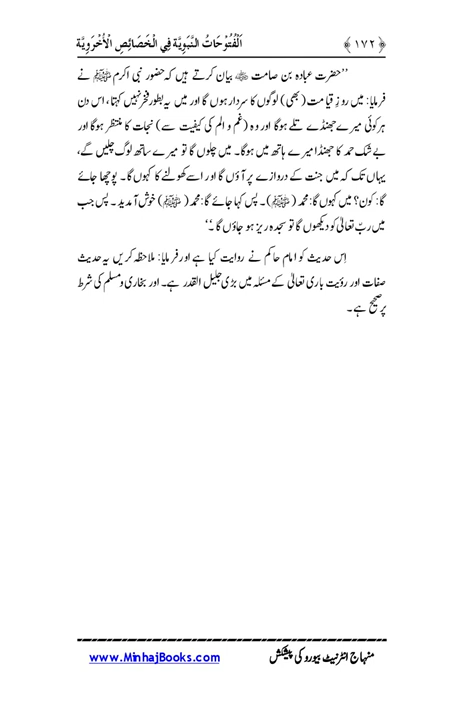 اَلْفُتُوْحَاتُ النَّبَوِيَّة فِي الْخَصَائِصِ الْأُخْرَوِيَّة ﴿ ١٧٢ ﴾
’’حضرت عبادہ بن صامت ؓ بیان کرتے ہیں کہ حضور نبی اکرم ﷺ نے
فرمایا: میں روزِ قیامت (بھی) لوگوں کا سردار ہوں گا اور میں یہ بطور فخر نہیں کہتا، اس دن
ہر کوئی میرے جھنڈے تلے ہوگا اور وہ (غم و الم کی کیفیت سے) نجات کا منتظر ہوگا اور
بے شک حمد کا جھنڈا میرے ہاتھ میں ہوگا۔ میں چلوں گا تو میرے ساتھ لوگ چلیں گے،
یہاں تک کہ میں جنت کے دروازے پر آؤں گا اور اسے کھولنے کا کہوں گا۔ پوچھا جائے
گا: کون؟ میں کہوں گا: محمد (ﷺ)۔ پس کہا جائے گا: محمد (ﷺ) خوش آمدید۔ پس جب
میں ربّ تعالیٰ کو دیکھوں گا تو سجدہ ریز ہو جاؤں گا۔‘‘
اِس حدیث کو امام حاکم نے روایت کیا ہے اور فرمایا: ملاحظہ کریں یہ حدیث
صفات اور رؤیت باری تعالیٰ کے مسئلہ میں بڑی جلیل القدر ہے۔ اور بخاری و مسلم کی شرط
پر صحیح ہے۔
منہاج انٹرنیٹ بیورو کی پیشکش www.MinhajBooks.com